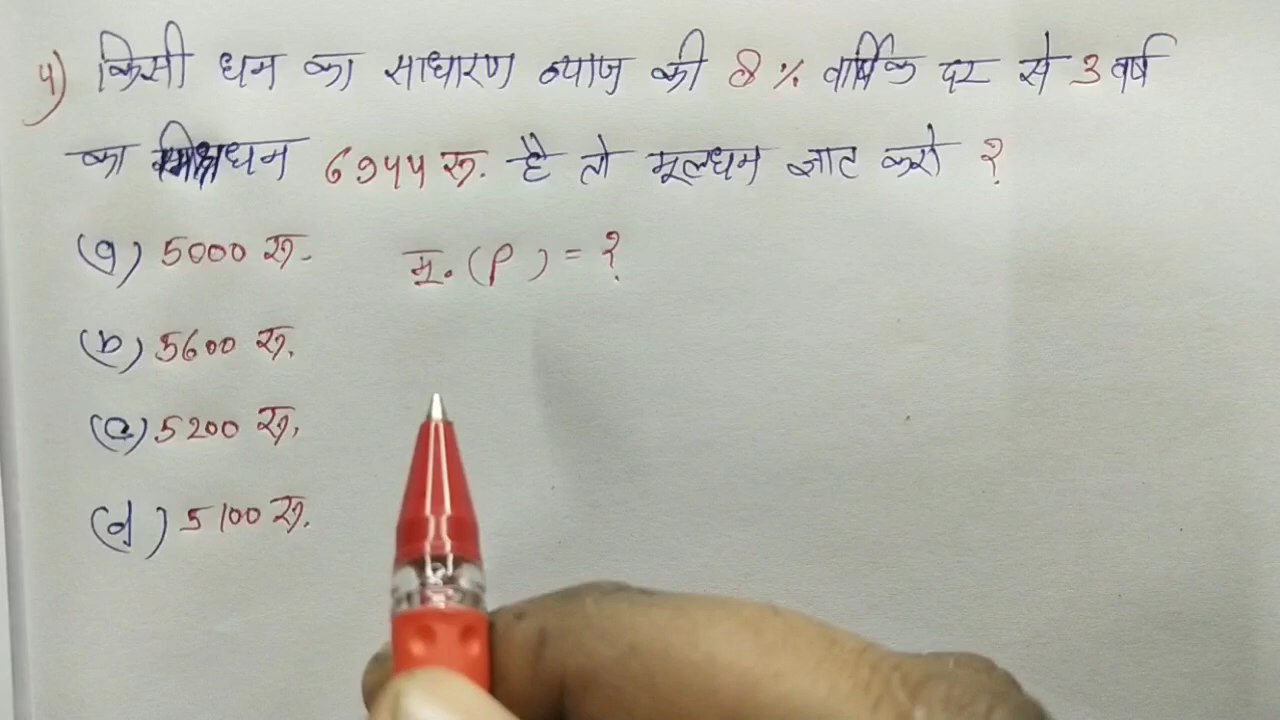 4) किसी धन का साधारण ब्याज की 8% वार्षिक दर से 3 वर्ष
का मिश्रधन 6944 रू. है तो मूलधन ज्ञाट करो ?
(a) 5000 रू.
मू. (P) = ?
(b) 5600 रू.
(c) 5200 रू.
(d) 5100 रू.